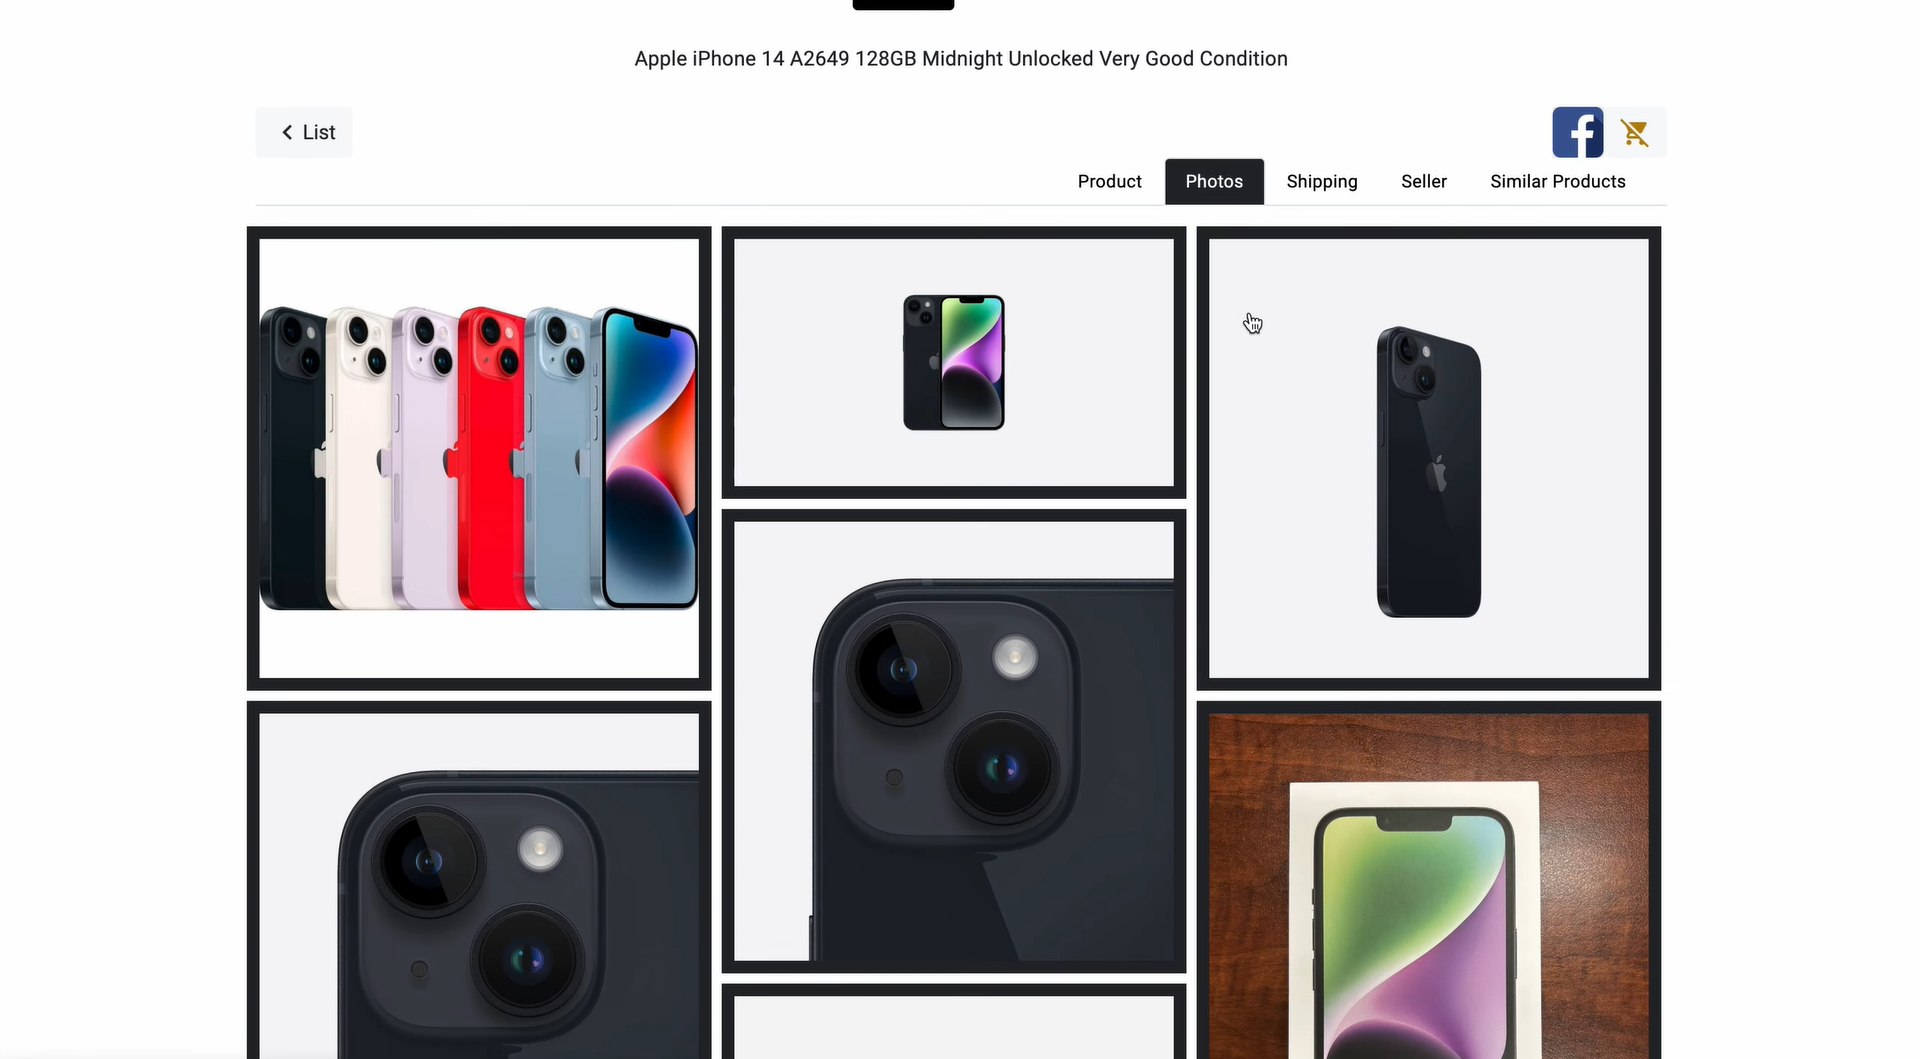 Apple iPhone 14 A2649 128GB Midnight Unlocked Very Good Condition
List
Product Photos Shipping Seller Similar Products